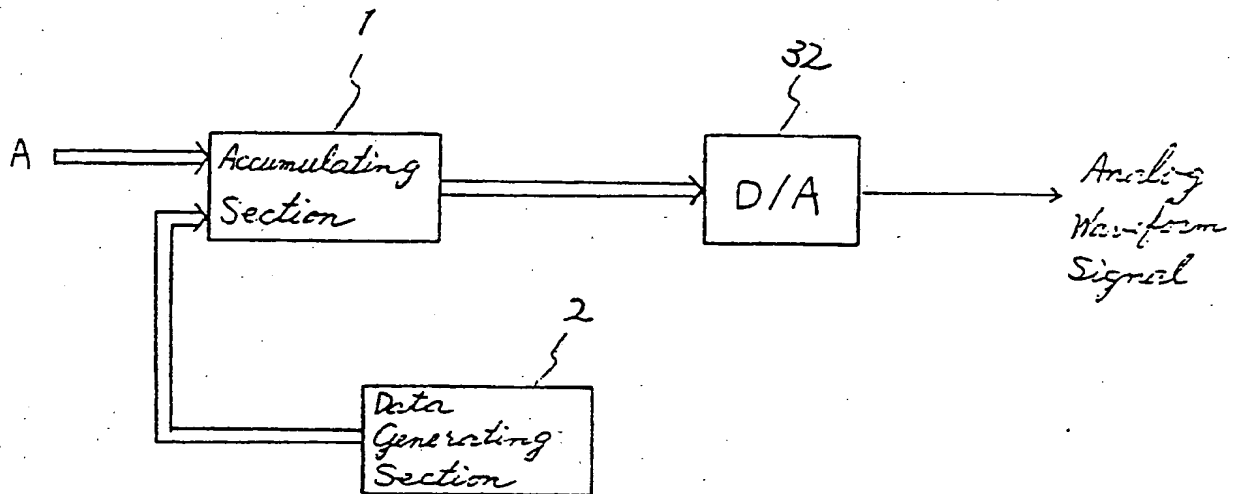 1
32
A
Accumulating
Section
D/A
Analog
Waveform
Signal
2
Data
Generating
Section